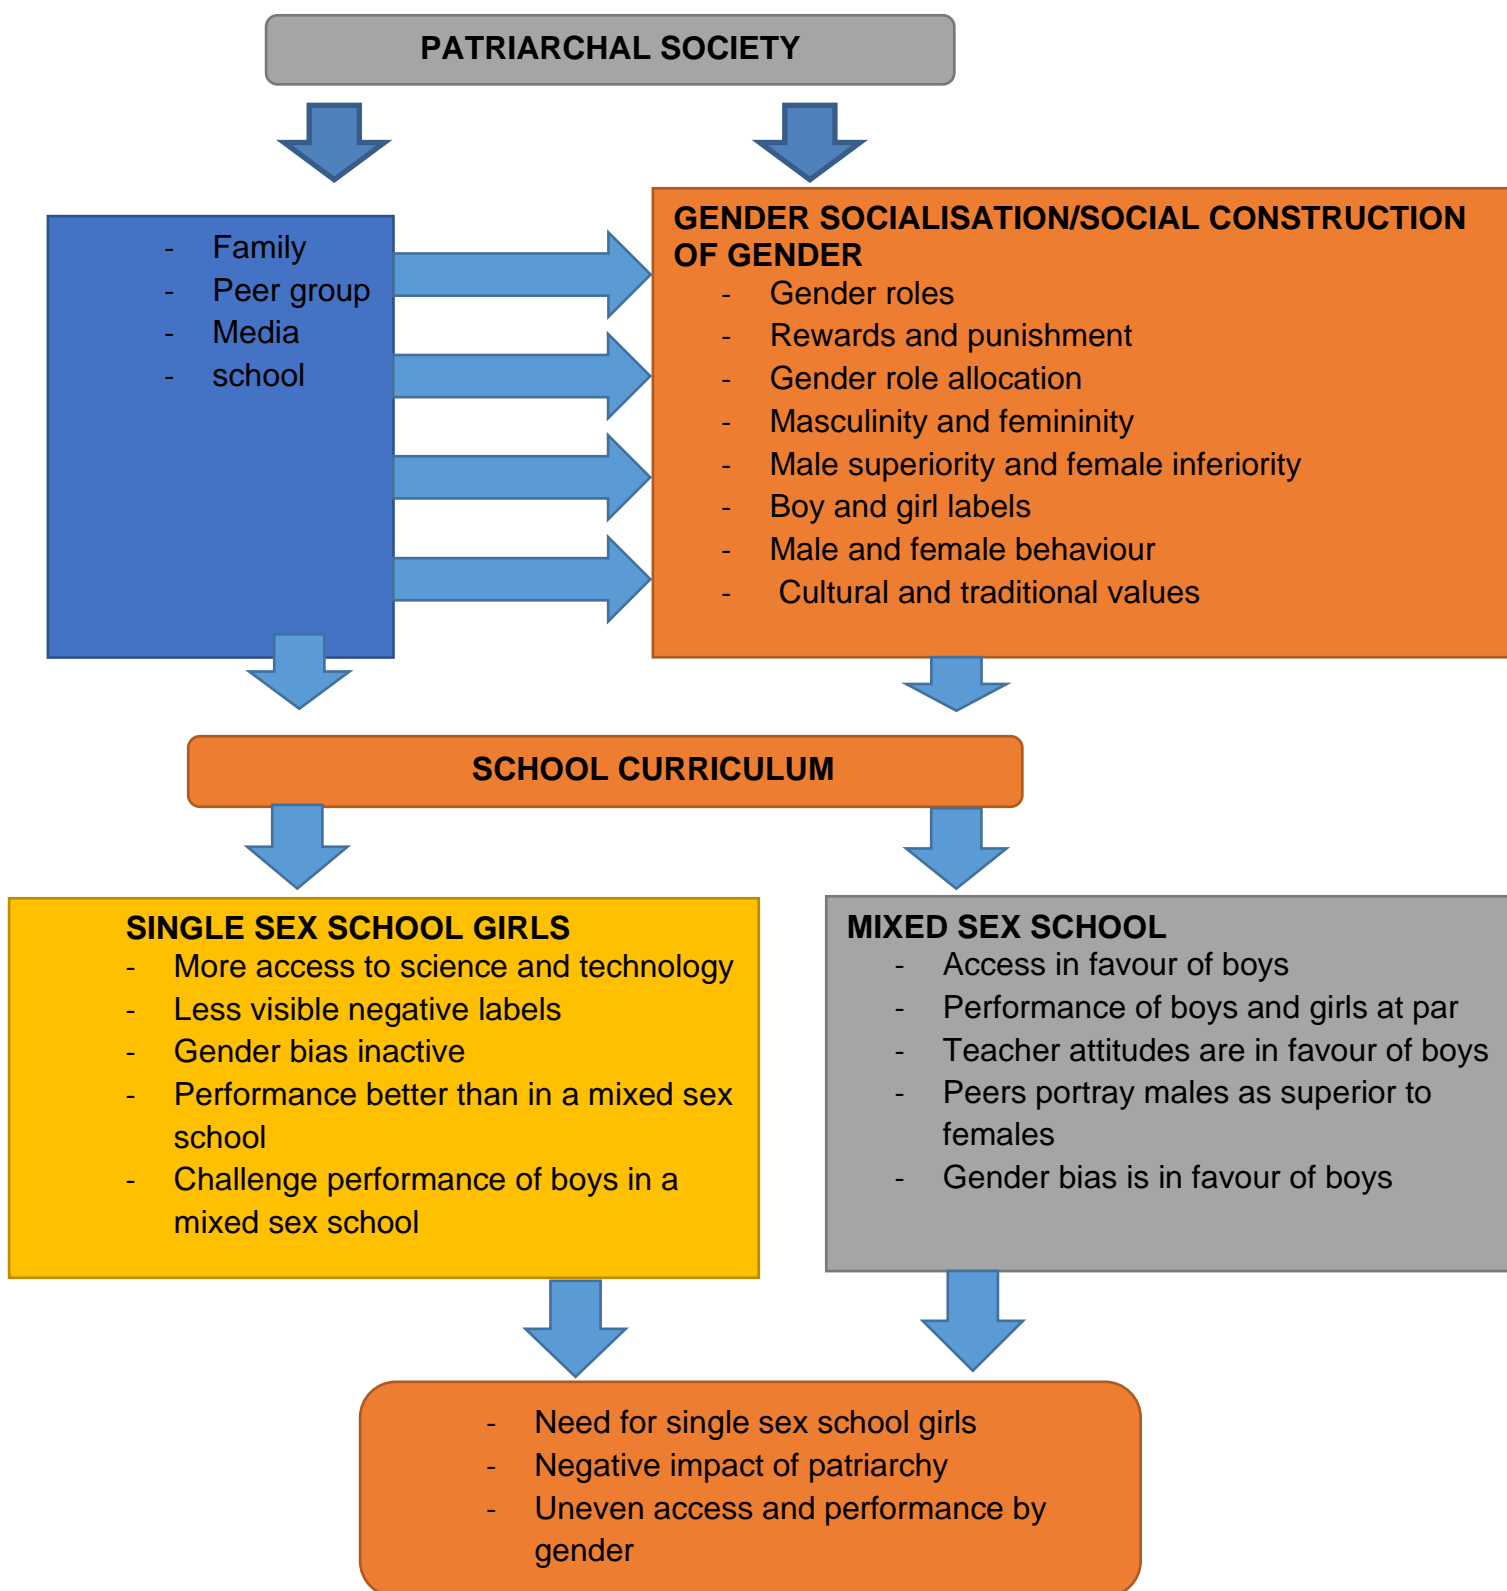 PATRIARCHAL SOCIETY
- Family
- Peer group
- Media
- school
GENDER SOCIALISATION/SOCIAL CONSTRUCTION
OF GENDER
- Gender roles
- Rewards and punishment
- Gender role allocation
- Masculinity and femininity
- Male superiority and female inferiority
- Boy and girl labels
- Male and female behaviour
- Cultural and traditional values
SCHOOL CURRICULUM
SINGLE SEX SCHOOL GIRLS
- More access to science and technology
- Less visible negative labels
- Gender bias inactive
- Performance better than in a mixed sex
school
- Challenge performance of boys in a
mixed sex school
MIXED SEX SCHOOL
- Access in favour of boys
- Performance of boys and girls at par
- Teacher attitudes are in favour of boys
- Peers portray males as superior to
females
- Gender bias is in favour of boys
- Need for single sex school girls
- Negative impact of patriarchy
- Uneven access and performance by
gender